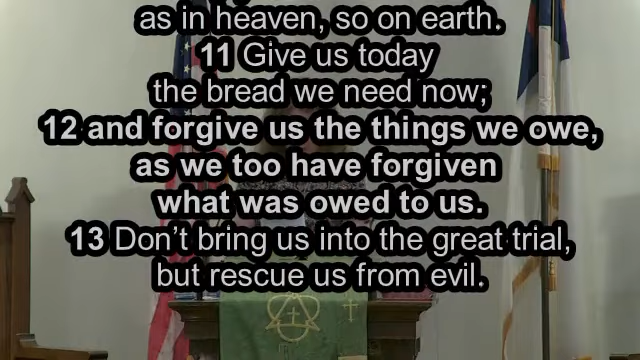 as in heaven, so on earth.
11 Give us today
the bread we need now;
12 and forgive us the things we owe,
as we too have forgiven
what was owed to us.
13 Don't bring us into the great trial,
but rescue us from evil.